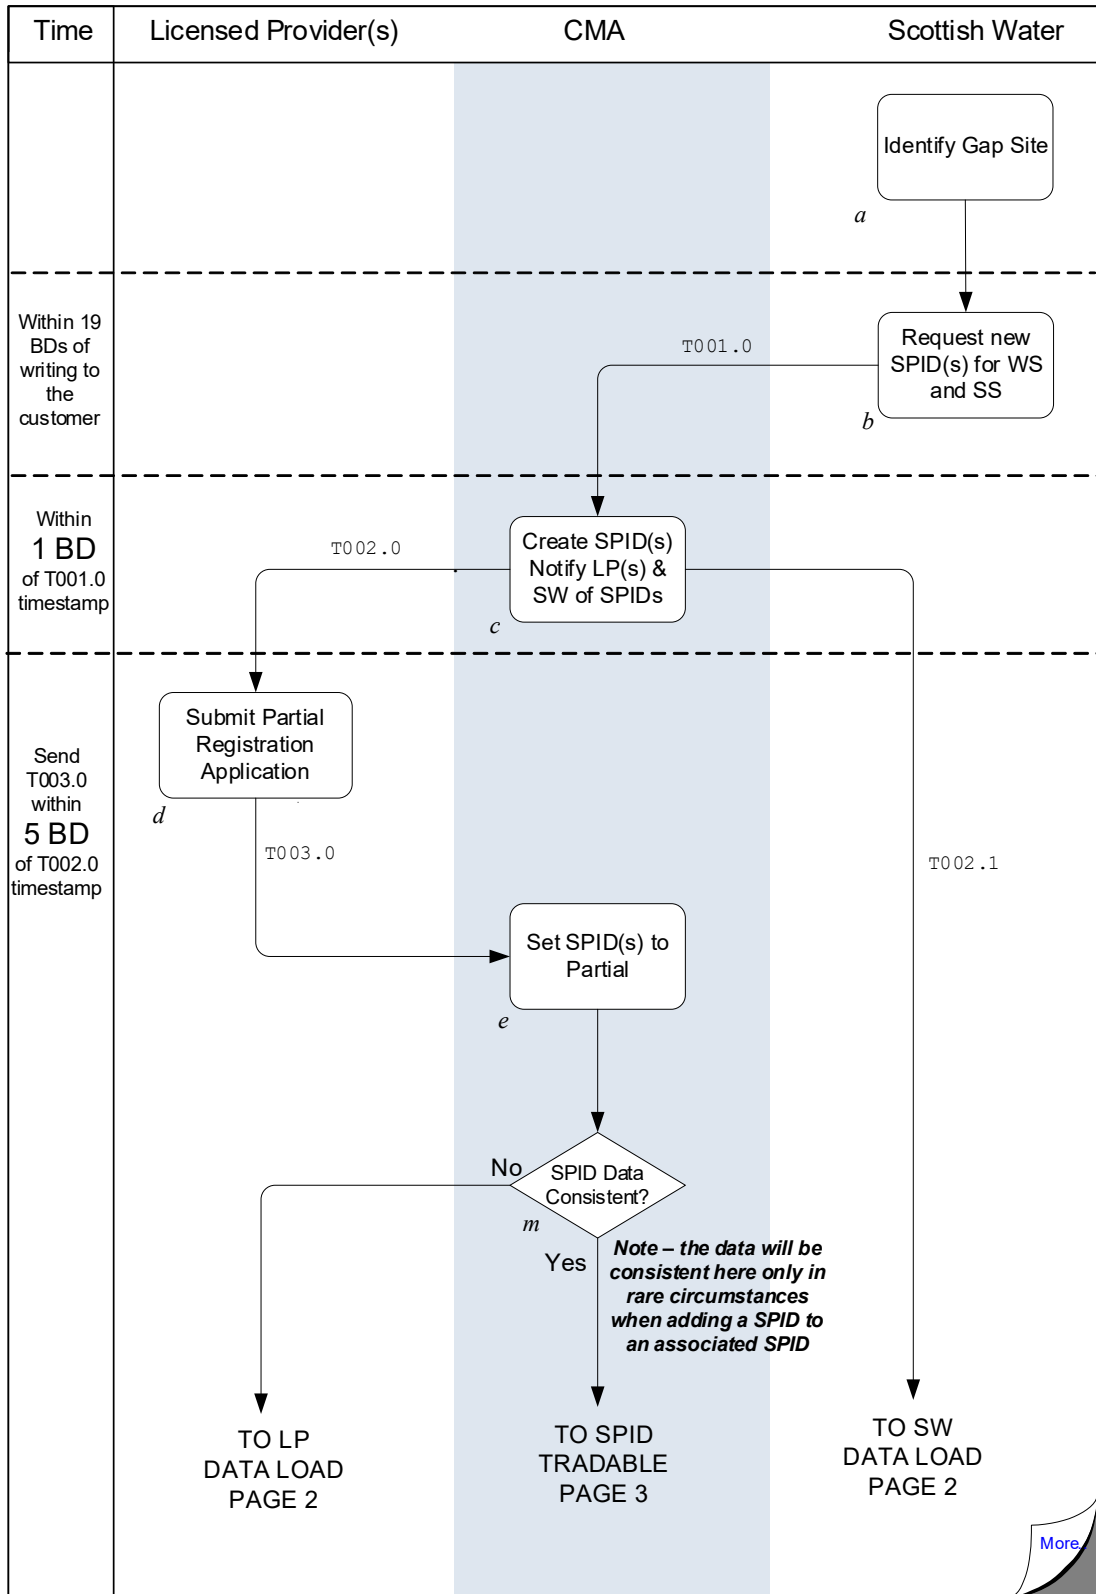 Time
Licensed Provider(s)
CMA
Scottish Water
Identify Gap Site
a
Within 19
BDs of
writing to
the
customer
T001.0
Request new
SPID(s) for WS
and SS
b
Within
1 BD
of T001.0
timestamp
T002.0
Create SPID(s)
Notify LP(s) &
SW of SPIDs
c
Submit Partial
Registration
Application
d
Send
T003.0
within
5 BD
of T002.0
timestamp
T003.0
T002.1
Set SPID(s) to
Partial
e
No
SPID Data
Consistent?
m
Yes
Note – the data will be
consistent here only in
rare circumstances
when adding a SPID to
an associated SPID
TO LP
DATA LOAD
PAGE 2
TO SPID
TRADABLE
PAGE 3
TO SW
DATA LOAD
PAGE 2
More..